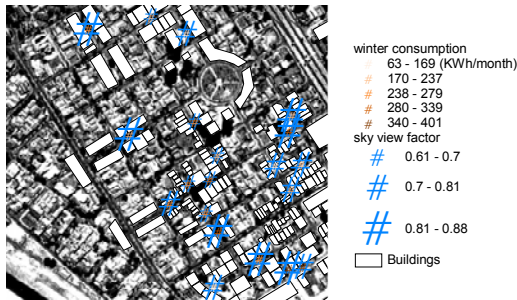 winter consumption
63 - 169 (KWh/month)
170 - 237
238 - 279
280 - 339
340 - 401
sky view factor
0.61 - 0.7
0.7 - 0.81
0.81 - 0.88
Buildings